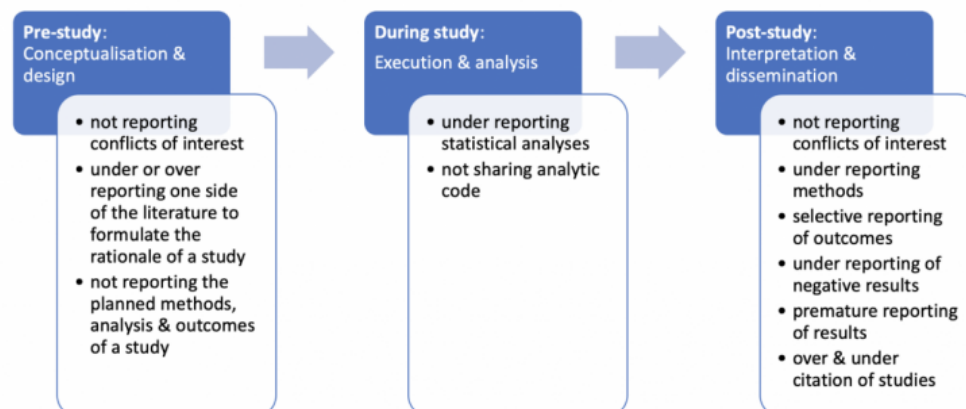 Pre-study:
Conceptualisation &
design
• not reporting
conflicts of interest
• under or over
reporting one side
of the literature to
formulate the
rationale of a study
• not reporting the
planned methods,
analysis & outcomes
of a study
During study:
Execution & analysis
• under reporting
statistical analyses
• not sharing analytic
code
Post-study:
Interpretation &
dissemination
• not reporting
conflicts of interest
• under reporting
methods
• selective reporting
of outcomes
• under reporting of
negative results
• premature reporting
of results
• over & under
citation of studies